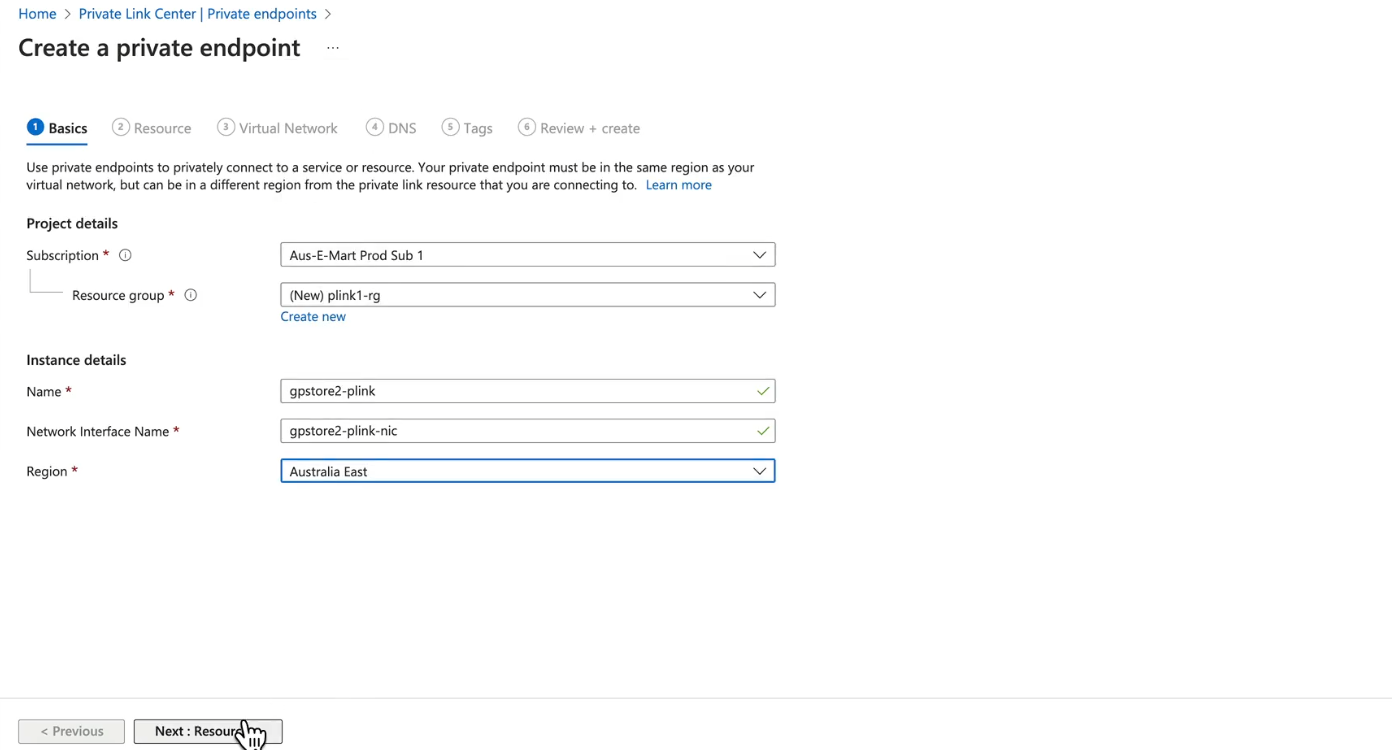 Home > Private Link Center | Private endpoints >
Create a private endpoint ...
1 Basics 2 Resource 3 Virtual Network 4 DNS 5 Tags 6 Review + create
Use private endpoints to privately connect to a service or resource. Your private endpoint must be in the same region as your
virtual network, but can be in a different region from the private link resource that you are connecting to. Learn more
Project details
Subscription * Aus-E-Mart Prod Sub 1
Resource group * (New) plink1-rg
Create new
Instance details
Name * gpstore2-plink
Network Interface Name * gpstore2-plink-nic
Region * Australia East
< Previous Next :